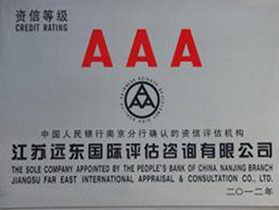 资信等级
CREDIT RATING
AAA
中国人民银行南京分行确认的资信评估机构
江苏远东国际评估咨询有限公司
THE SOLE COMPANY APPOINTED BY THE PEOPLE'S BANK OF CHINA. NANJING BRANCH
JIANGSU FAR EAST INTERNATIONAL APPRAISAL & CONSULTATION CO., LTD.
二〇一二年